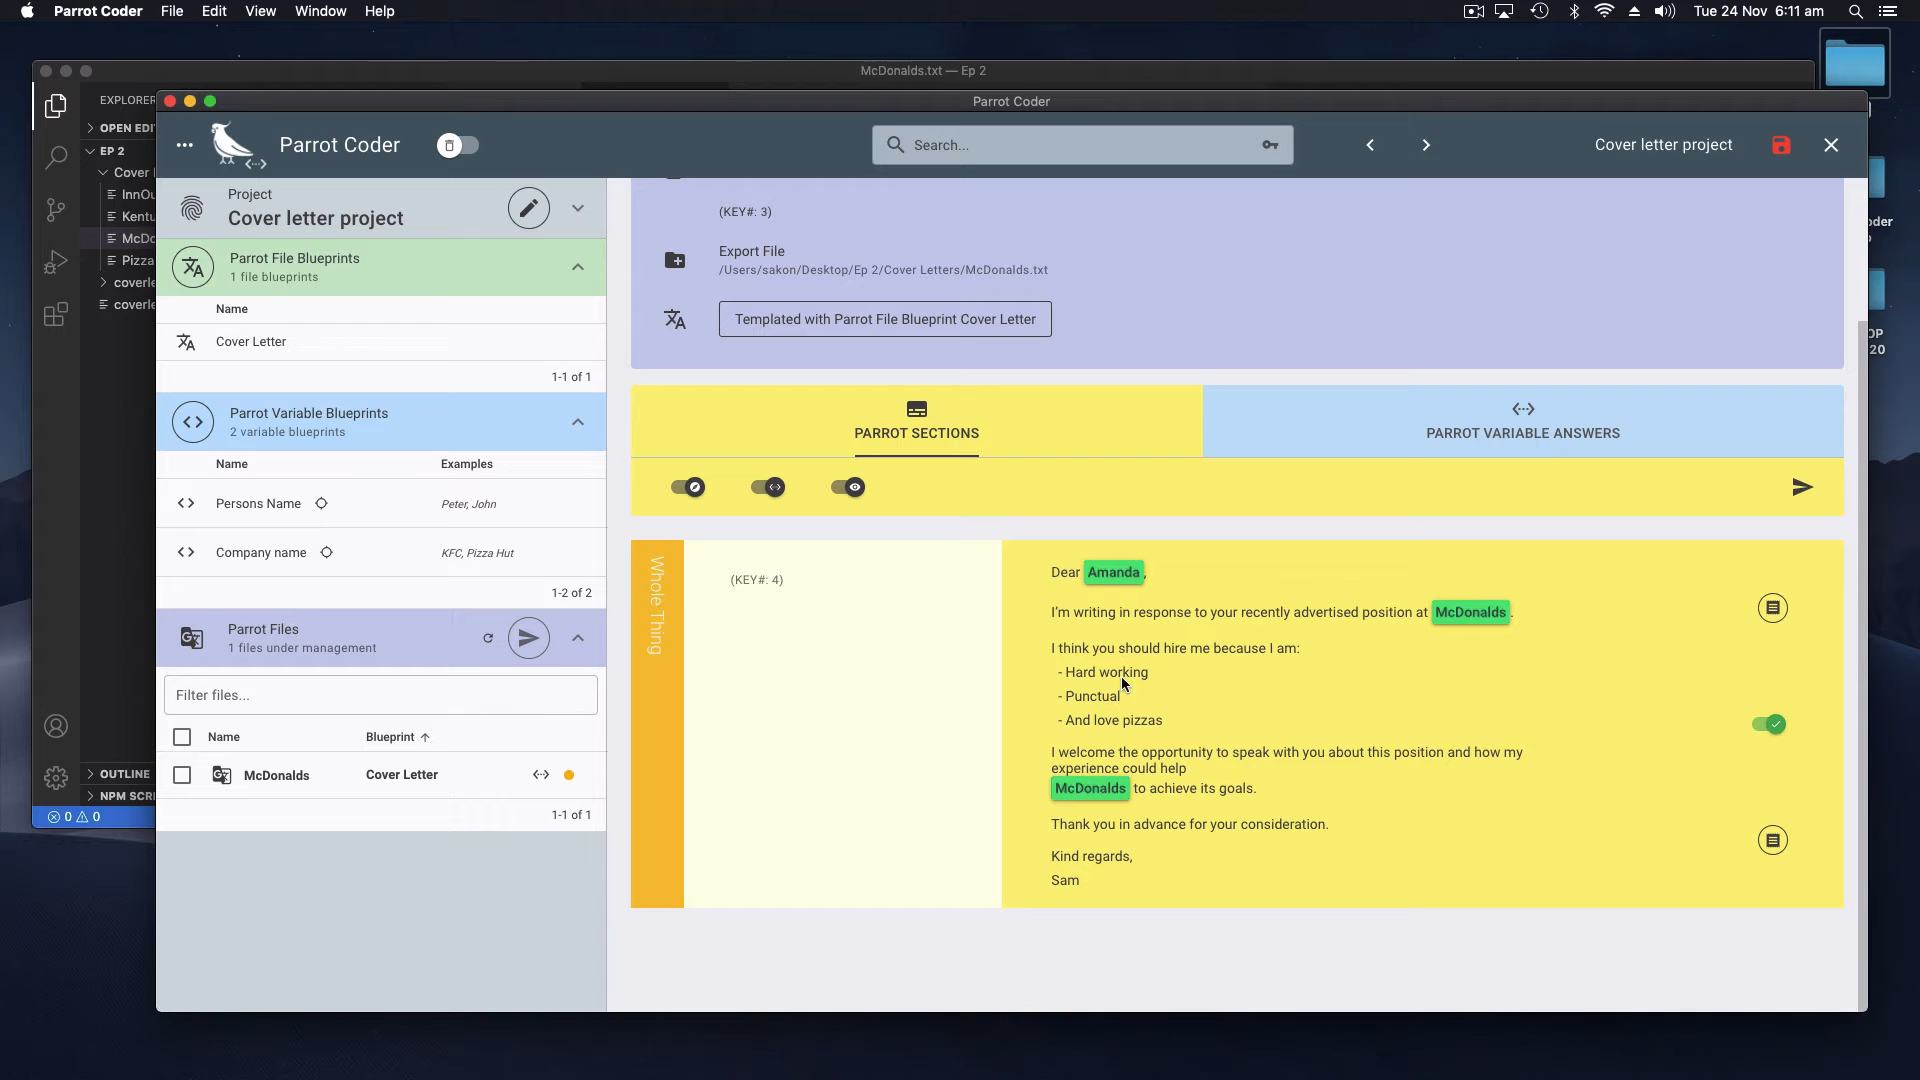 Parrot Coder File Edit View Window Help
Tue 24 Nov 6:11 am
McDonalds.txt — Ep 2
EXPLORER
Parrot Coder
OPEN EDI
EP 2
Cover
InnOu
Kentu
McDo
Pizza
coverle
coverle
OUTLINE
NPM SCRI
0 0
Parrot Coder
Search...
Cover letter project
Project
Cover letter project
Parrot File Blueprints
1 file blueprints
Name
Cover Letter
1-1 of 1
Parrot Variable Blueprints
2 variable blueprints
Name Examples
Persons Name Peter, John
Company name KFC, Pizza Hut
1-2 of 2
Parrot Files
1 files under management
Filter files...
Name Blueprint
McDonalds Cover Letter
1-1 of 1
(KEY#: 3)
Export File
/Users/sakon/Desktop/Ep 2/Cover Letters/McDonalds.txt
Templated with Parrot File Blueprint Cover Letter
PARROT SECTIONS
PARROT VARIABLE ANSWERS
Whole Thing
(KEY#: 4)
Dear Amanda,
I'm writing in response to your recently advertised position at McDonalds.
I think you should hire me because I am:
- Hard working
- Punctual
- And love pizzas
I welcome the opportunity to speak with you about this position and how my
experience could help
McDonalds to achieve its goals.
Thank you in advance for your consideration.
Kind regards,
Sam
oder
OP
20